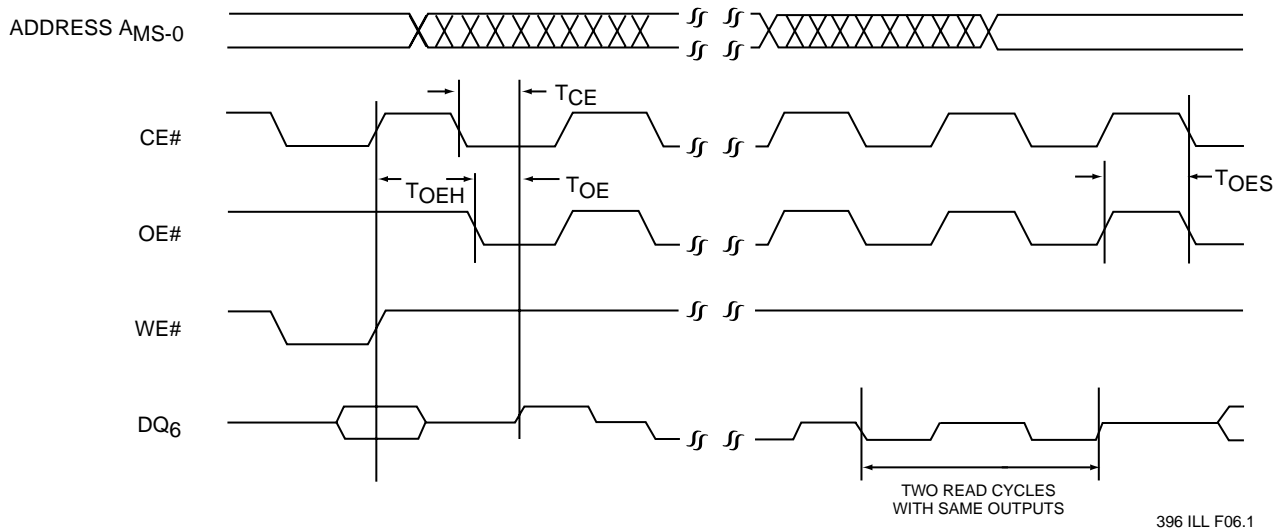 ADDRESS AMS-0
TCE
CE#
TOEH
TOE
TOES
OE#
WE#
DQ6
TWO READ CYCLES
WITH SAME OUTPUTS
396 ILL F06.1